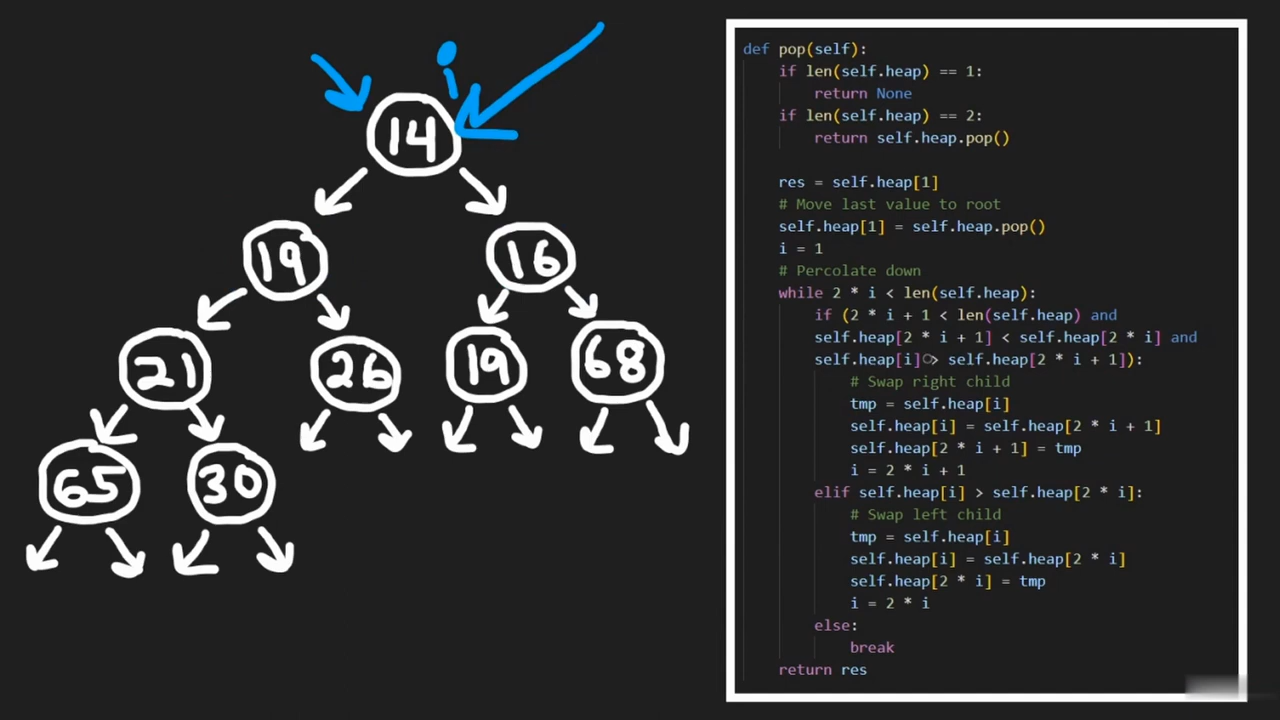 i
14
19
16
21
26
19
68
65
30
def pop(self):
if len(self.heap) == 1:
return None
if len(self.heap) == 2:
return self.heap.pop()
res = self.heap[1]
# Move last value to root
self.heap[1] = self.heap.pop()
i = 1
# Percolate down
while 2 * i < len(self.heap):
if (2 * i + 1 < len(self.heap) and
self.heap[2 * i + 1] < self.heap[2 * i] and
self.heap[i] > self.heap[2 * i + 1]):
# Swap right child
tmp = self.heap[i]
self.heap[i] = self.heap[2 * i + 1]
self.heap[2 * i + 1] = tmp
i = 2 * i + 1
elif self.heap[i] > self.heap[2 * i]:
# Swap left child
tmp = self.heap[i]
self.heap[i] = self.heap[2 * i]
self.heap[2 * i] = tmp
i = 2 * i
else:
break
return res